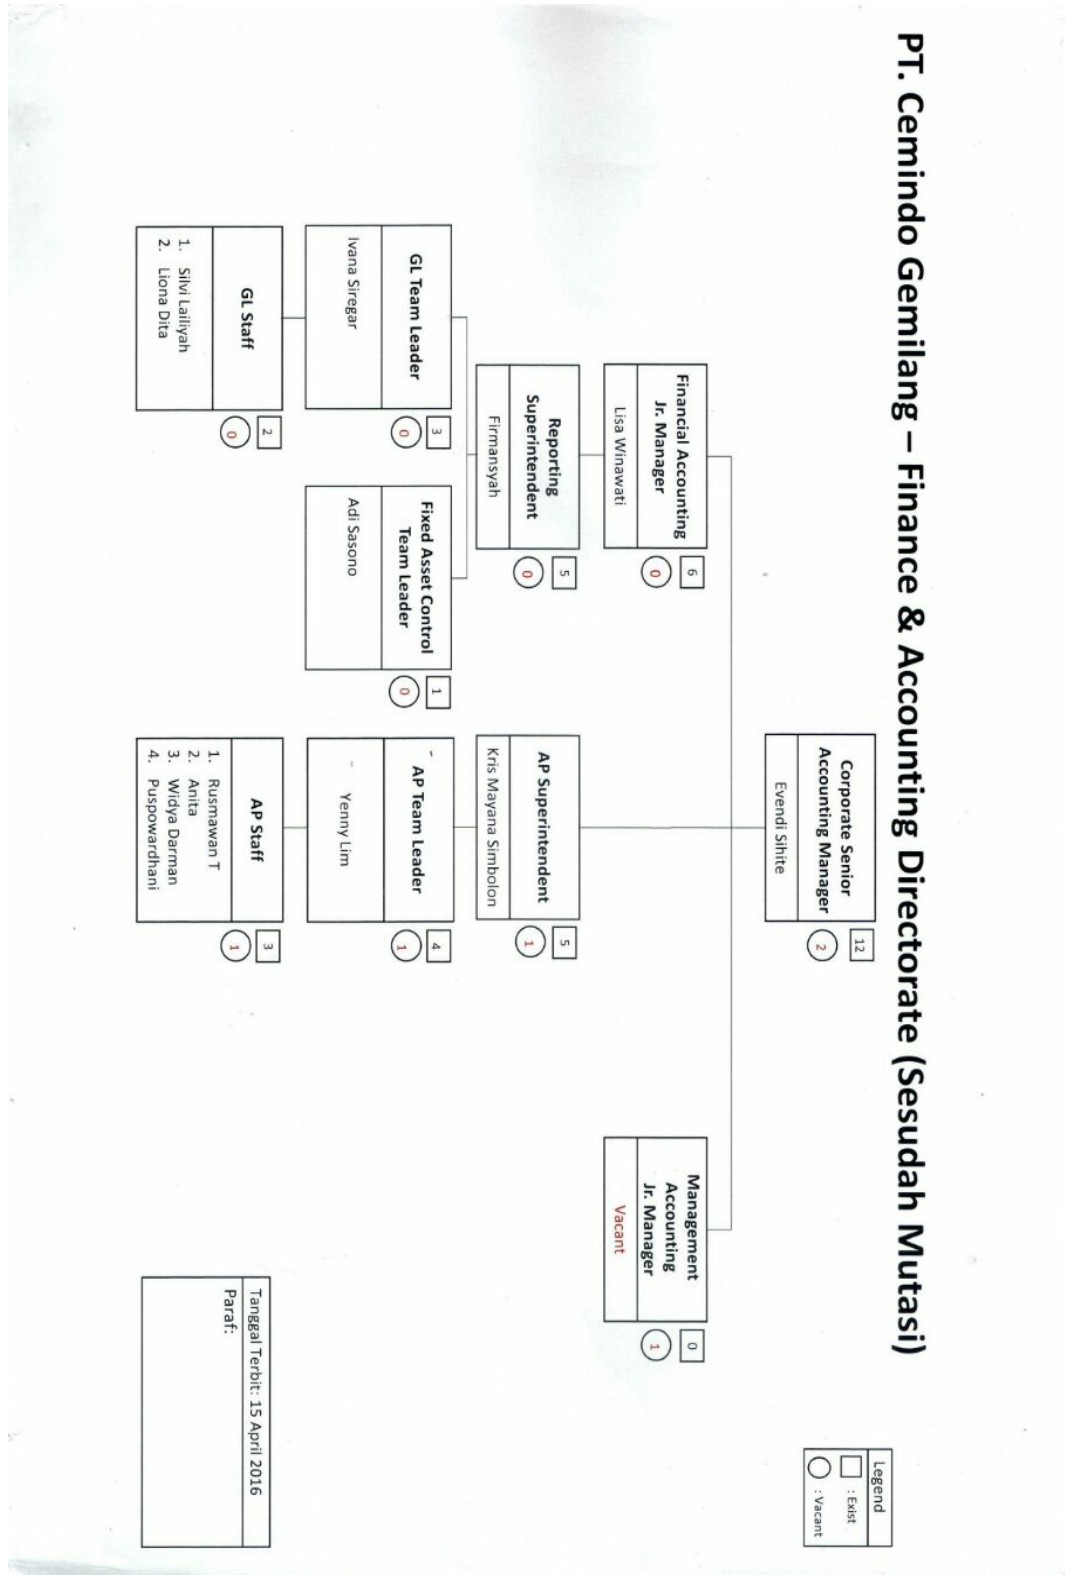 PT. Cemindo Gemilang – Finance & Accounting Directorate (Sesudah Mutasi)
Legend
: Exist
: Vacant
Corporate Senior
Accounting Manager
Evendi Sihite
12
2
Financial Accounting
Jr. Manager
Lisa Winawati
6
0
Management
Accounting
Jr. Manager
Vacant
0
1
Reporting
Superintendent
Firmansyah
5
0
AP Superintendent
Kris Mayana Simbolon
5
1
GL Team Leader
Ivana Siregar
3
0
Fixed Asset Control
Team Leader
Adi Sasono
1
0
AP Team Leader
Yenny Lim
4
1
GL Staff
1. Silvi Lailiyah
2. Liona Dita
2
0
AP Staff
1. Rusmawan T
2. Anita
3. Widya Darman
4. Puspowardhani
3
1
Tanggal Terbit: 15 April 2016
Paraf: